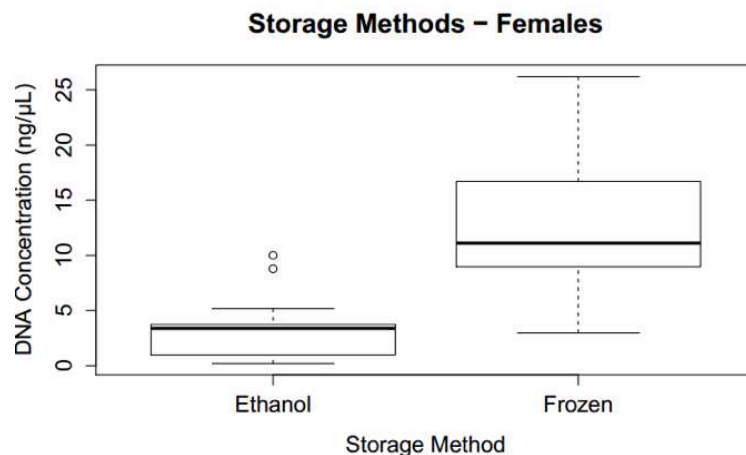 Storage Methods − Females
DNA Concentration (ng/µL)
25
20
15
10
5
0
Ethanol Frozen
Storage Method